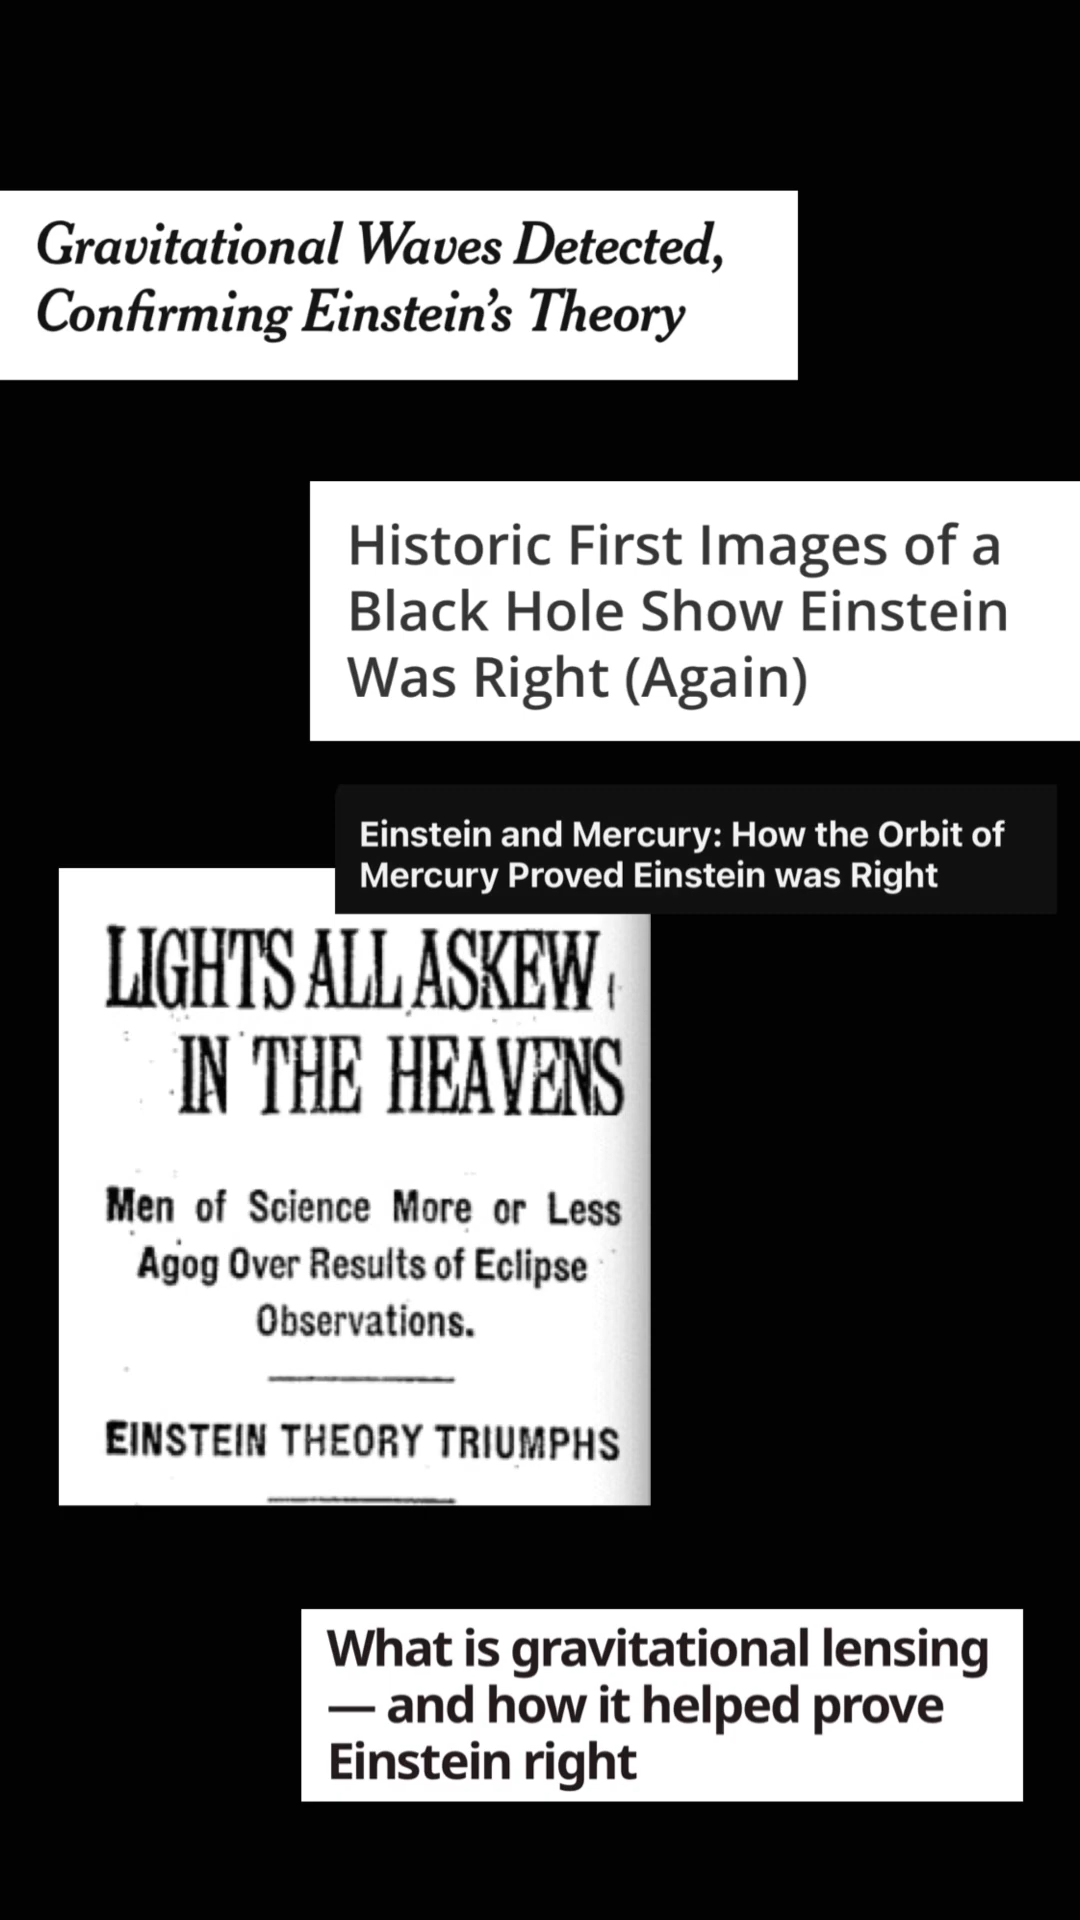 Gravitational Waves Detected,
Confirming Einstein’s Theory
Historic First Images of a
Black Hole Show Einstein
Was Right (Again)
Einstein and Mercury: How the Orbit of
Mercury Proved Einstein was Right
LIGHTS ALL ASKEW
IN THE HEAVENS
Men of Science More or Less
Agog Over Results of Eclipse
Observations.
EINSTEIN THEORY TRIUMPHS
What is gravitational lensing
— and how it helped prove
Einstein right